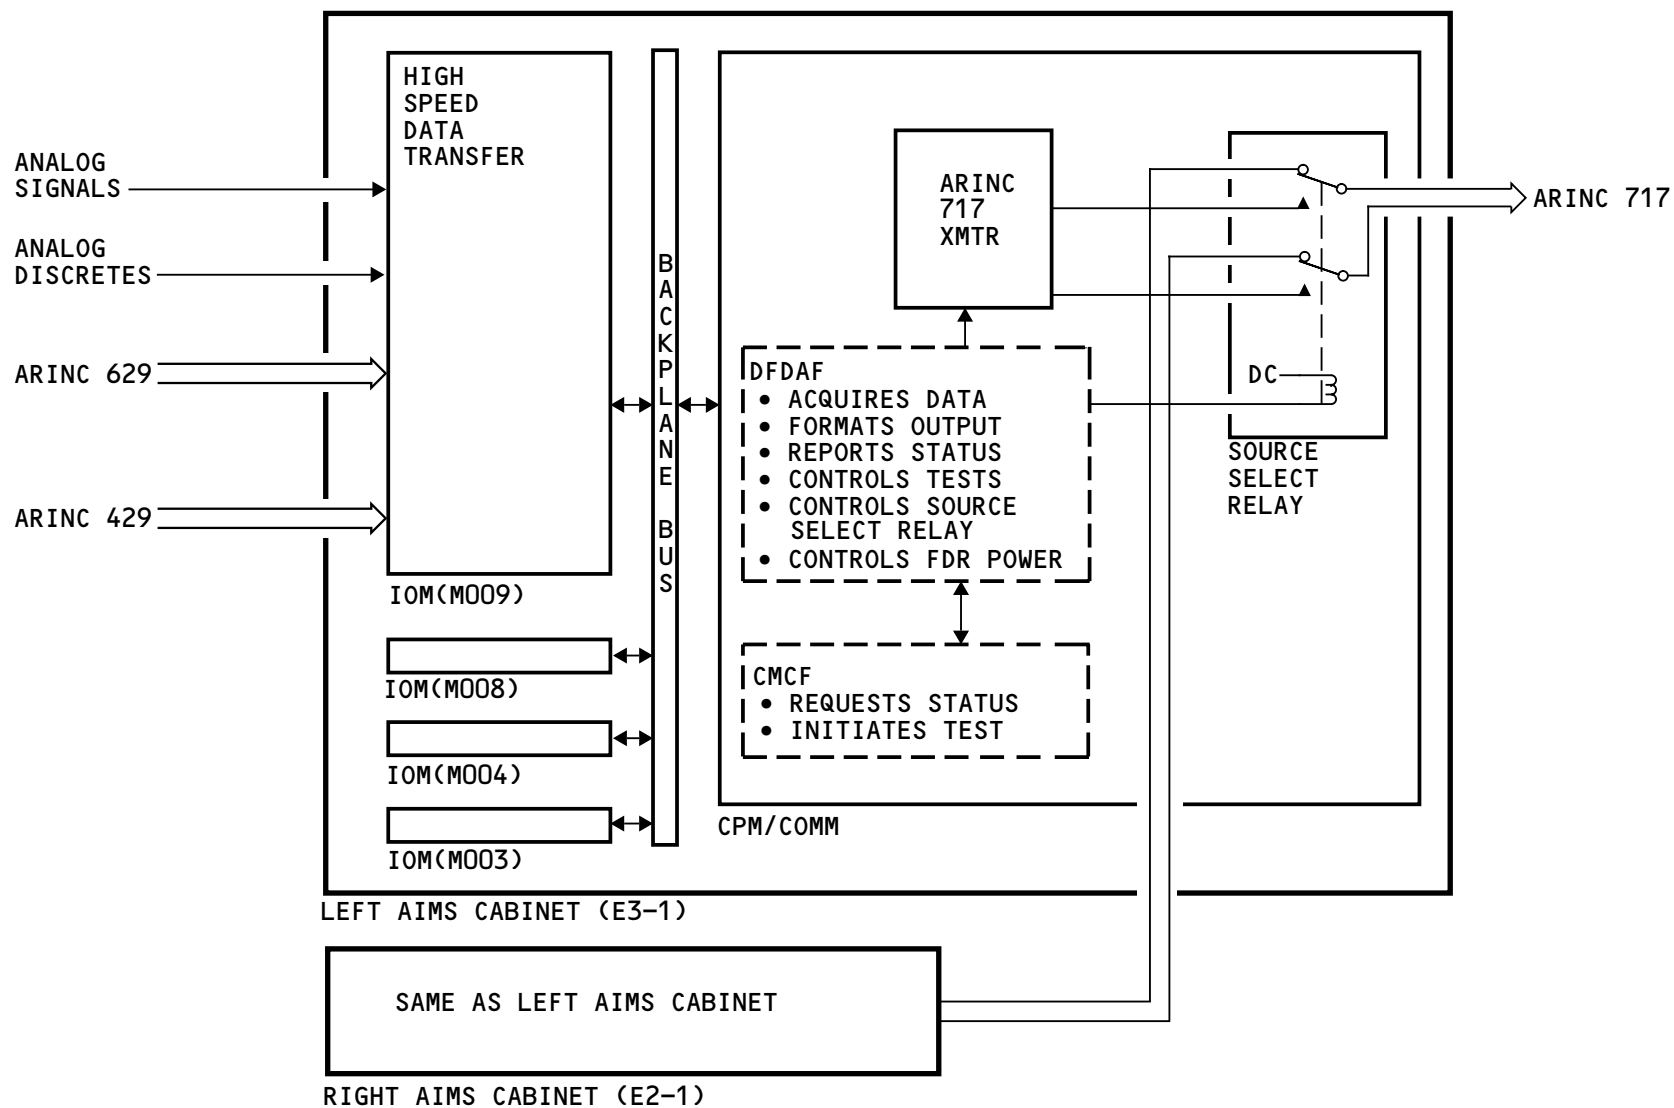 HIGH
SPEED
DATA
TRANSFER
ANALOG
SIGNALS
ANALOG
DISCRETES
ARINC 629
ARINC 429
IOM(M009)
IOM(M008)
IOM(M004)
IOM(M003)
BACKPLANE BUS
ARINC
717
XMTR
ARINC 717
DFDAF
• ACQUIRES DATA
• FORMATS OUTPUT
• REPORTS STATUS
• CONTROLS TESTS
• CONTROLS SOURCE
SELECT RELAY
• CONTROLS FDR POWER
DC
SOURCE
SELECT
RELAY
CMCF
• REQUESTS STATUS
• INITIATES TEST
CPM/COMM
LEFT AIMS CABINET (E3-1)
SAME AS LEFT AIMS CABINET
RIGHT AIMS CABINET (E2-1)